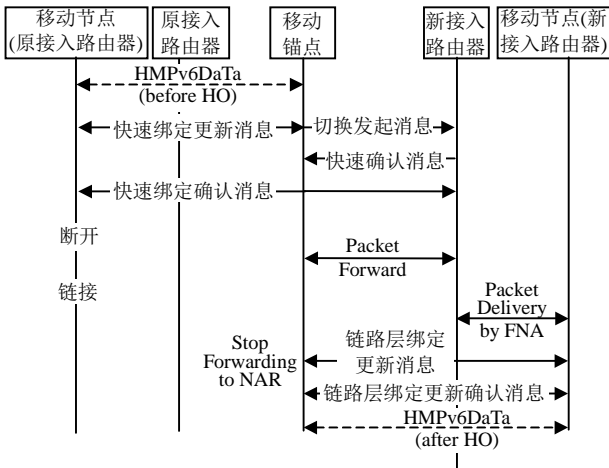 移动节点
(原接入路由器)
原接入
路由器
移动
锚点
新接入
路由器
移动节点(新
接入路由器)
HMPv6DaTa
(before HO)
快速绑定更新消息
切换发起消息
快速确认消息
快速绑定确认消息
断开
Packet
Forward
链接
Packet
Delivery
by FNA
Stop
Forwarding
to NAR
链路层绑定
更新消息
链路层绑定更新确认消息
HMPv6DaTa
(after HO)